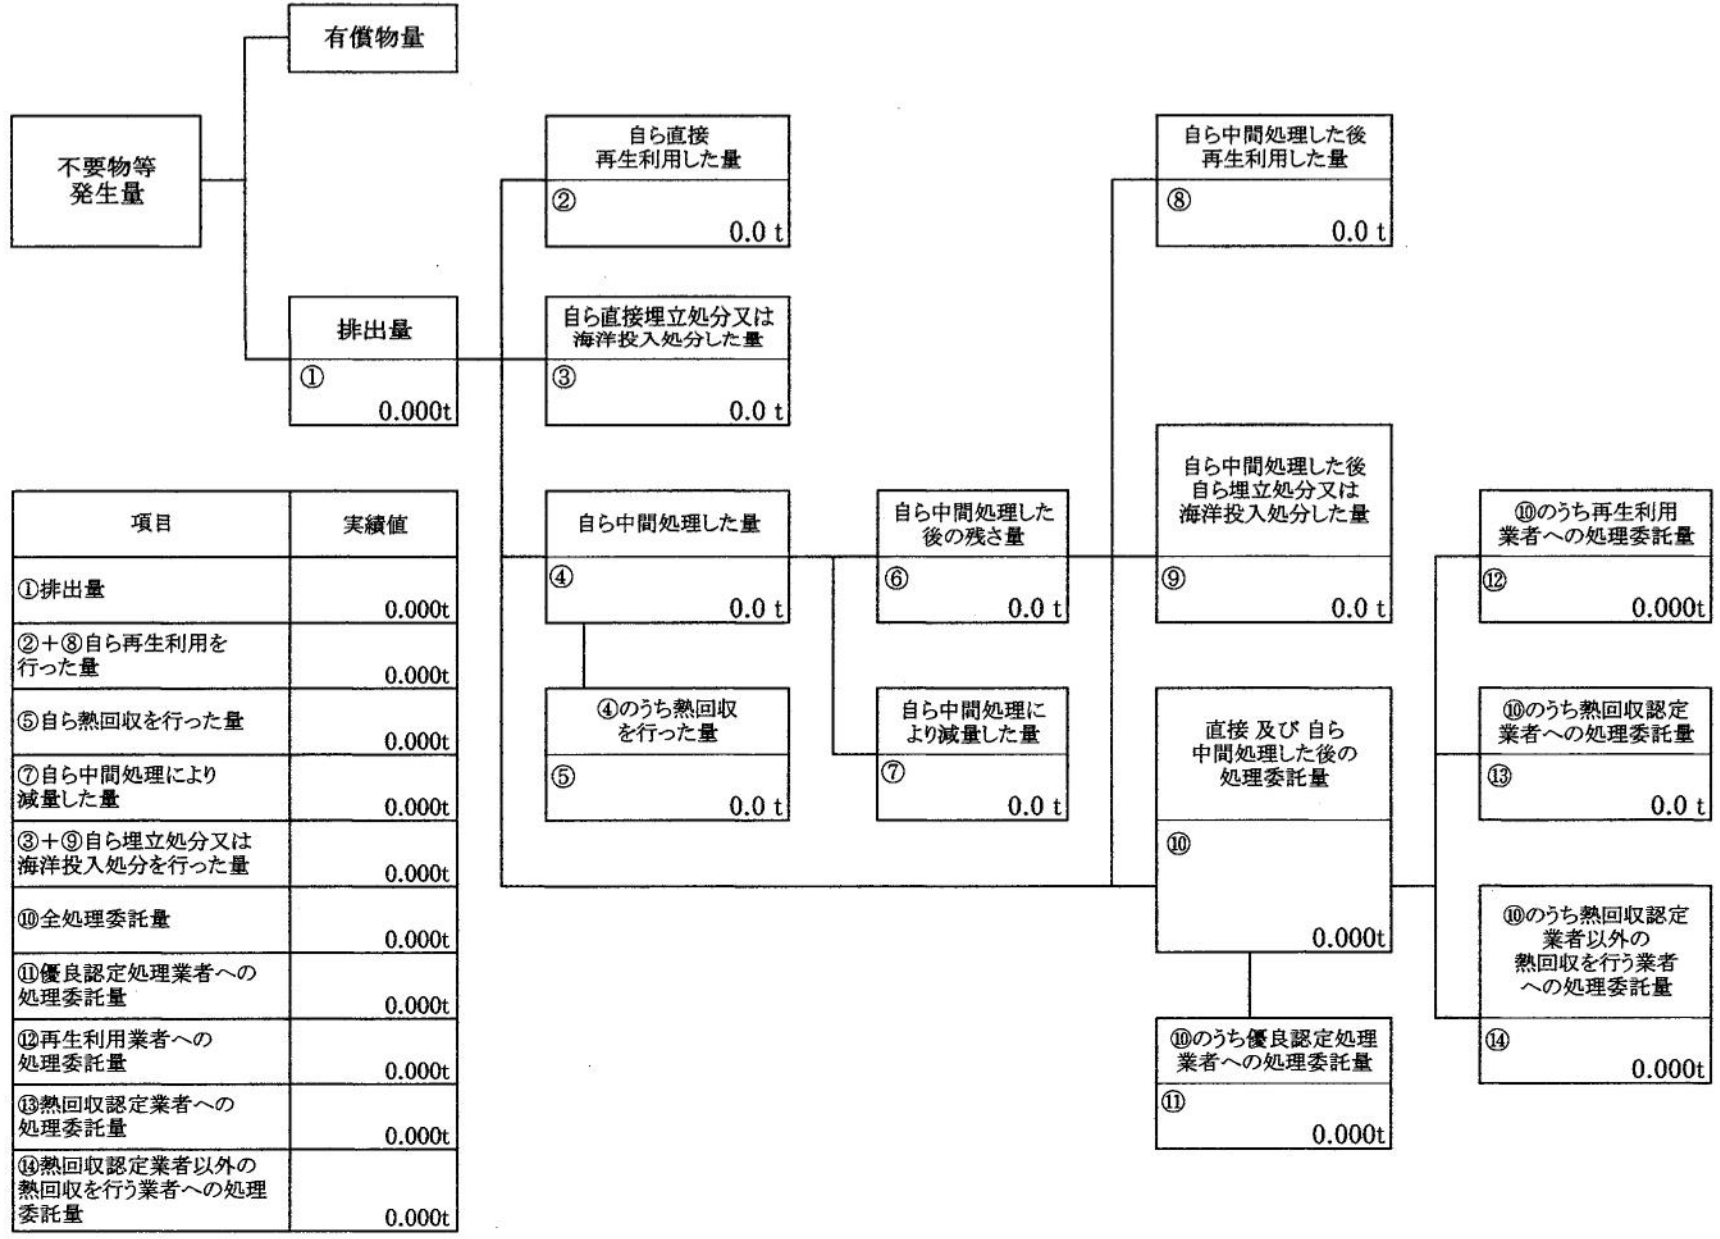 有償物量
不要物等
発生量
自ら直接
再生利用した量
②
0.0 t
自ら中間処理した後
再生利用した量
⑧
0.0 t
排出量
①
0.000t
自ら直接埋立処分又は
海洋投入処分した量
③
0.0 t
自ら中間処理した量
④
0.0 t
自ら中間処理した
後の残さ量
⑥
0.0 t
自ら中間処理した後
自ら埋立処分又は
海洋投入処分した量
⑨
0.0 t
⑩のうち再生利用
業者への処理委託量
⑫
0.000t
④のうち熱回収
を行った量
⑤
0.0 t
自ら中間処理に
より減量した量
⑦
0.0 t
直接 及び 自ら
中間処理した後の
処理委託量
⑩
0.000t
⑩のうち熱回収認定
業者への処理委託量
⑬
0.0 t
⑩のうち熱回収認定
業者以外の
熱回収を行う業者
への処理委託量
⑭
0.000t
⑩のうち優良認定処理
業者への処理委託量
⑪
0.000t
項目 実績値
①排出量
0.000t
②+⑧自ら再生利用を
行った量
0.000t
⑤自ら熱回収を行った量
0.000t
⑦自ら中間処理により
減量した量
0.000t
③+⑨自ら埋立処分又は
海洋投入処分を行った量
0.000t
⑩全処理委託量
0.000t
⑪優良認定処理業者への
処理委託量
0.000t
⑫再生利用業者への
処理委託量
0.000t
⑬熱回収認定業者への
処理委託量
0.000t
⑭熱回収認定業者以外の
熱回収を行う業者への処理
委託量
0.000t